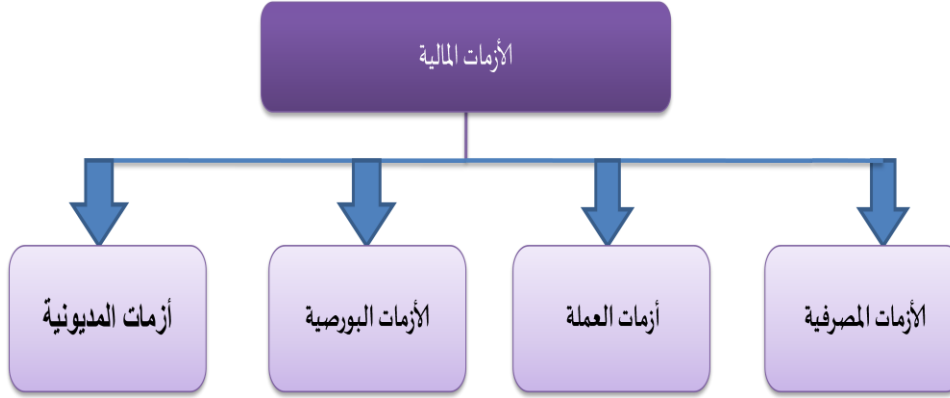 الأزمات المالية
الأزمات المصرفية
أزمات العملة
الأزمات البورصية
أزمات المديونية